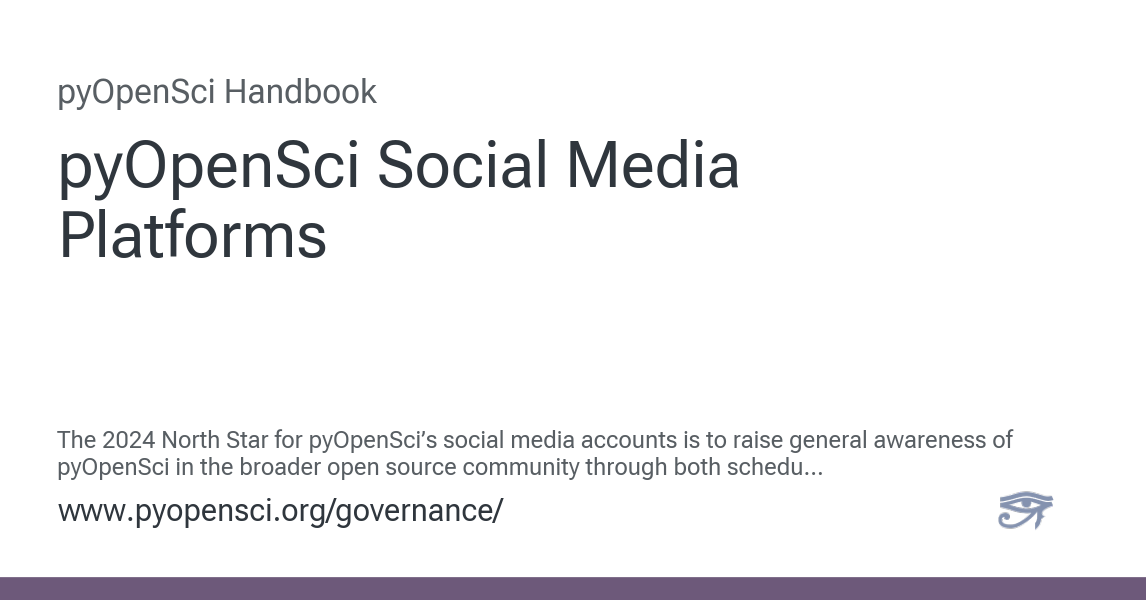 pyOpenSci Handbook
pyOpenSci Social Media
Platforms
The 2024 North Star for pyOpenSci’s social media accounts is to raise general awareness of
pyOpenSci in the broader open source community through both schedu...
www.pyopensci.org/governance/